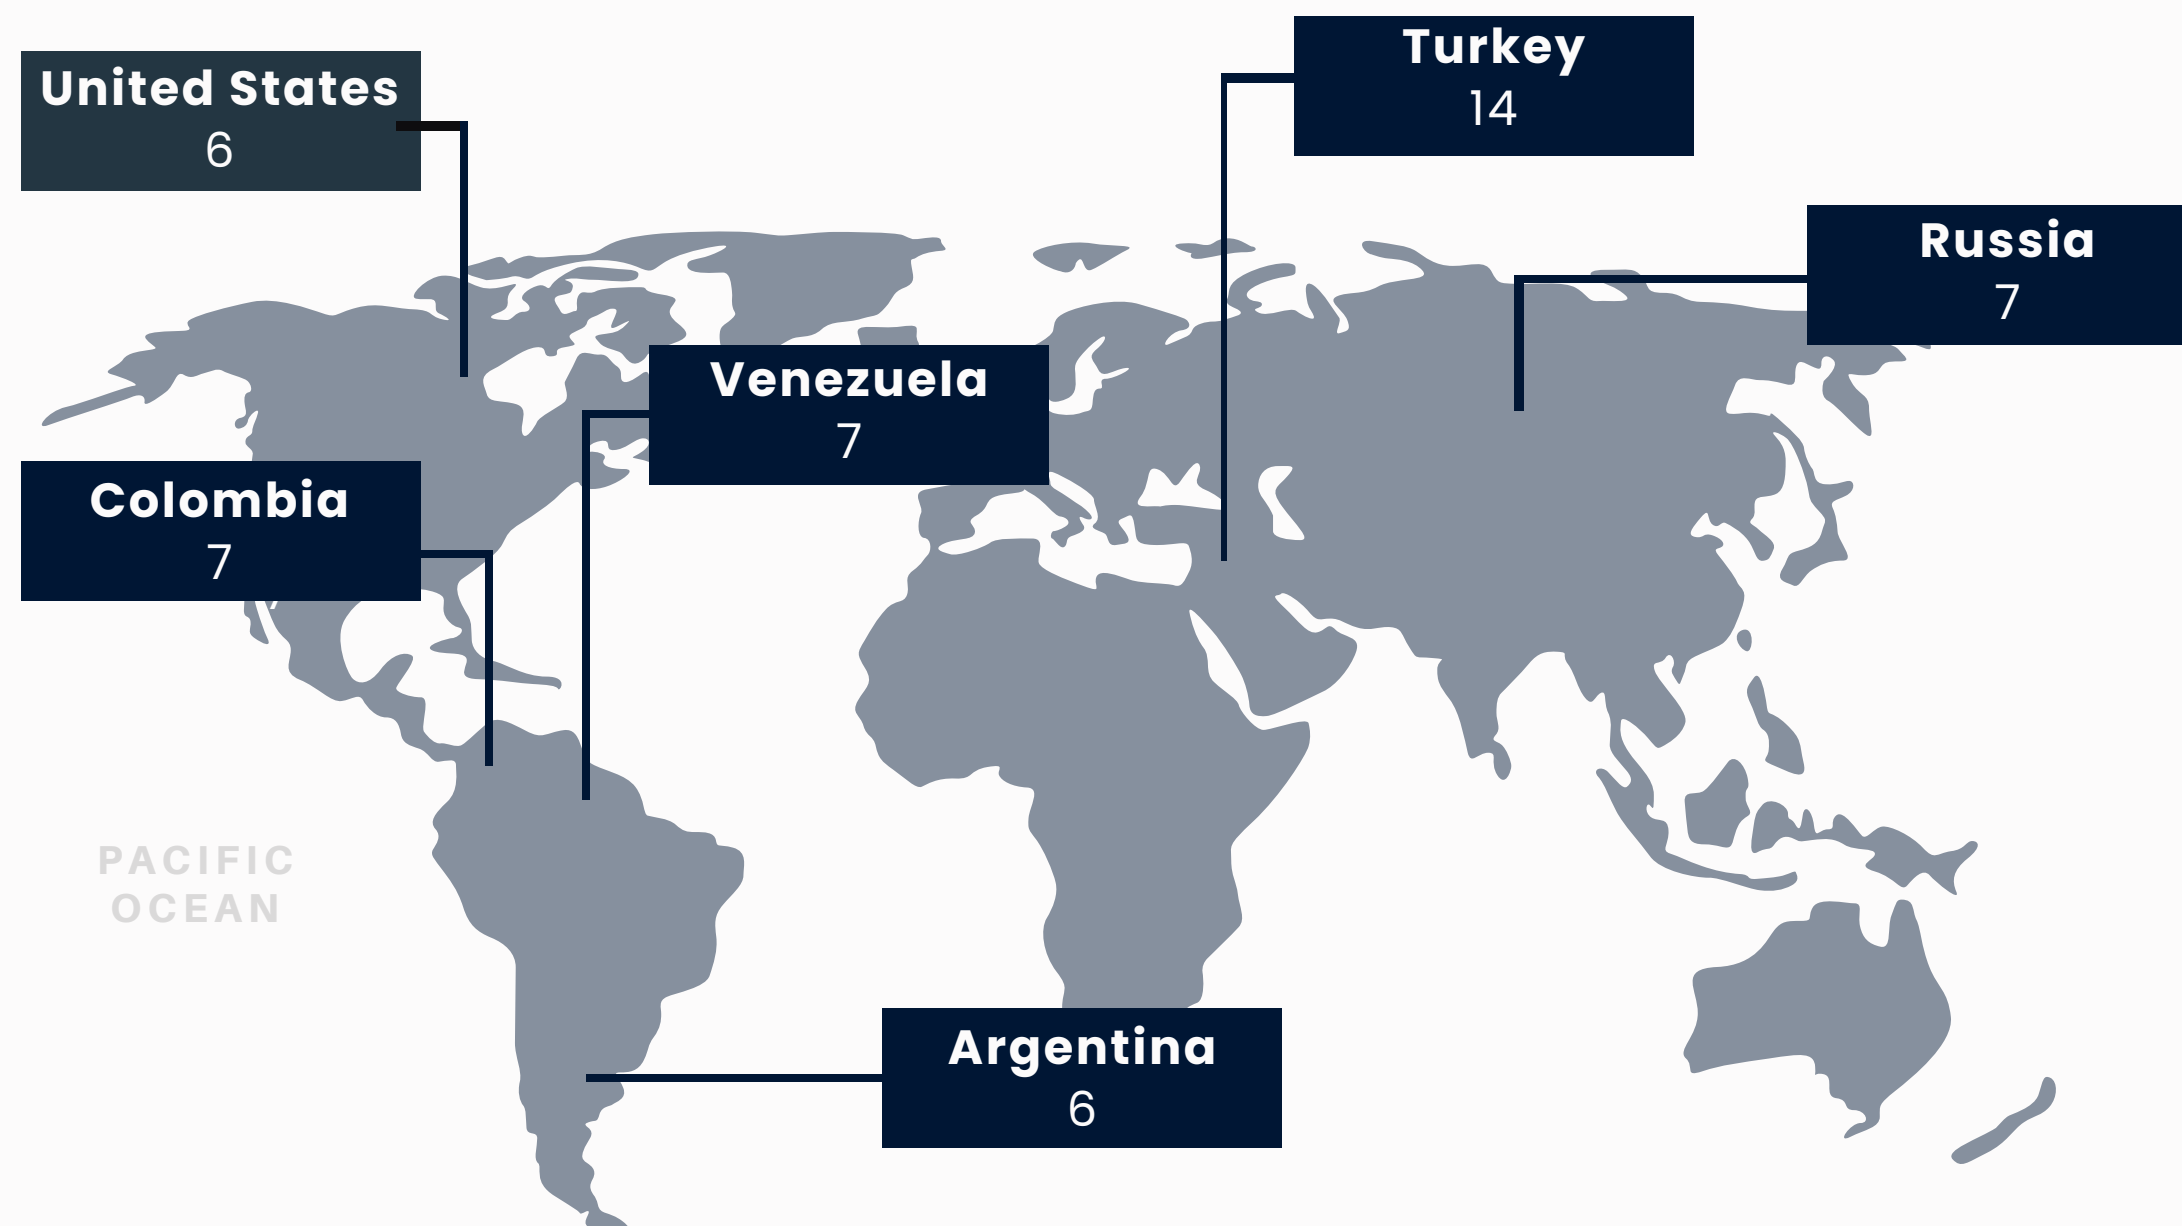 United States
6
Turkey
14
Russia
7
Venezuela
7
Colombia
7
PACIFIC
OCEAN
Argentina
6